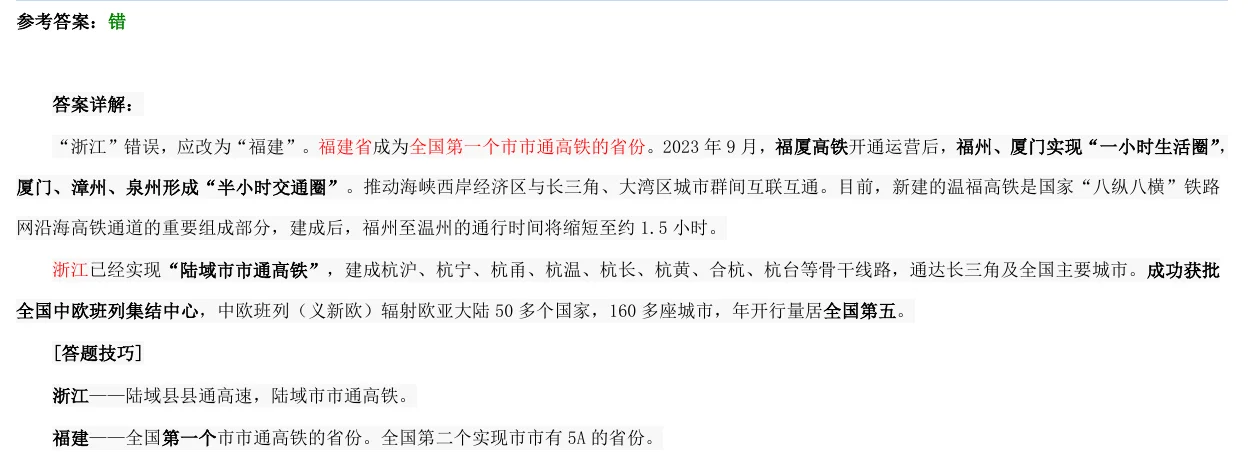 参考答案：错
答案详解：
“浙江”错误，应改为“福建”。福建省成为全国第一个市市通高铁的省份。2023 年 9 月，福厦高铁开通运营后，福州、厦门实现“一小时生活圈”，
厦门、漳州、泉州形成“半小时交通圈”。推动海峡西岸经济区与长三角、大湾区城市群间互联互通。目前，新建的温福高铁是国家“八纵八横”铁路
网沿海高铁通道的重要组成部分，建成后，福州至温州的通行时间将缩短至约 1.5 小时。
浙江已经实现“陆域市市通高铁”，建成杭沪、杭宁、杭甬、杭温、杭长、杭黄、合杭、杭台等骨干线路，通达长三角及全国主要城市。成功获批
全国中欧班列集结中心，中欧班列（义新欧）辐射欧亚大陆 50 多个国家，160 多座城市，年开行量居全国第五。
[答题技巧]
浙江——陆域县县通高速，陆域市市通高铁。
福建——全国第一个市市通高铁的省份。全国第二个实现市市有 5A 的省份。